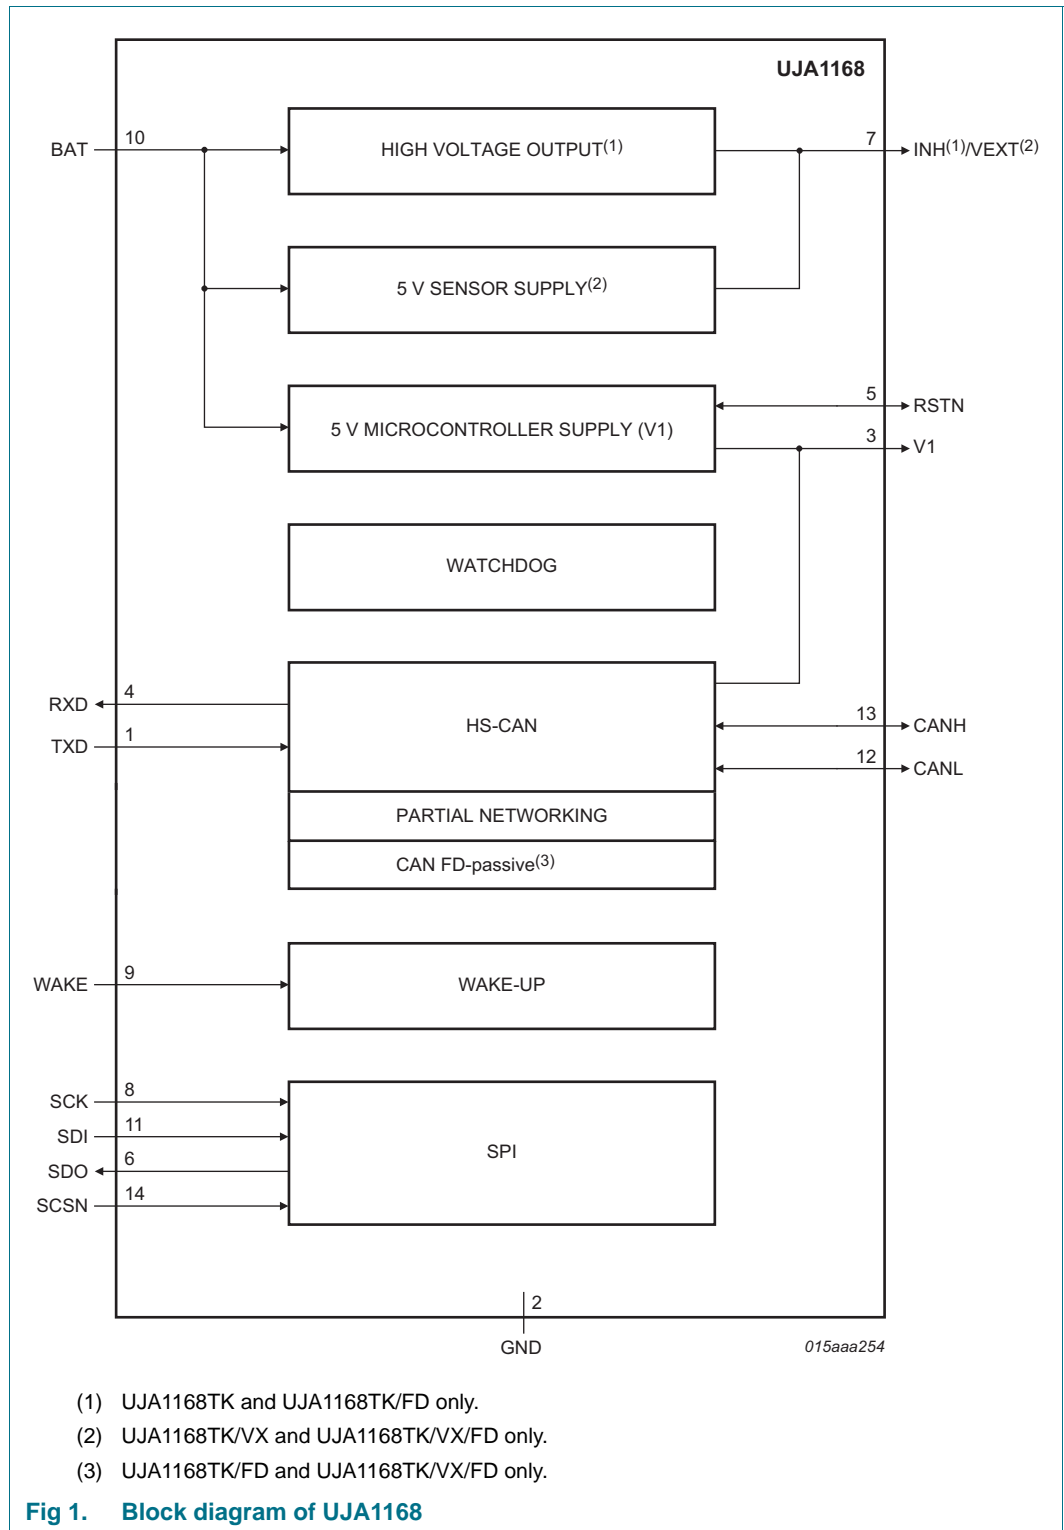 UJA1168
BAT
10
HIGH VOLTAGE OUTPUT(1)
7
INH(1)/VEXT(2)
5 V SENSOR SUPPLY(2)
5 V MICROCONTROLLER SUPPLY (V1)
5
RSTN
3
V1
WATCHDOG
RXD
4
TXD
1
HS-CAN
13
CANH
12
CANL
PARTIAL NETWORKING
CAN FD-passive(3)
WAKE
9
WAKE-UP
SCK
8
SDI
11
SDO
6
SCSN
14
SPI
2
GND
015aaa254
(1) UJA1168TK and UJA1168TK/FD only.
(2) UJA1168TK/VX and UJA1168TK/VX/FD only.
(3) UJA1168TK/FD and UJA1168TK/VX/FD only.
Fig 1. Block diagram of UJA1168